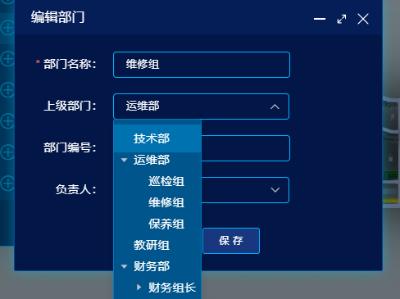 编辑部门
* 部门名称： 维修组
上级部门： 运维部
技术部
部门编号：
运维部
巡检组
负责人：
维修组
保养组
教研组
保 存
财务部
财务组长